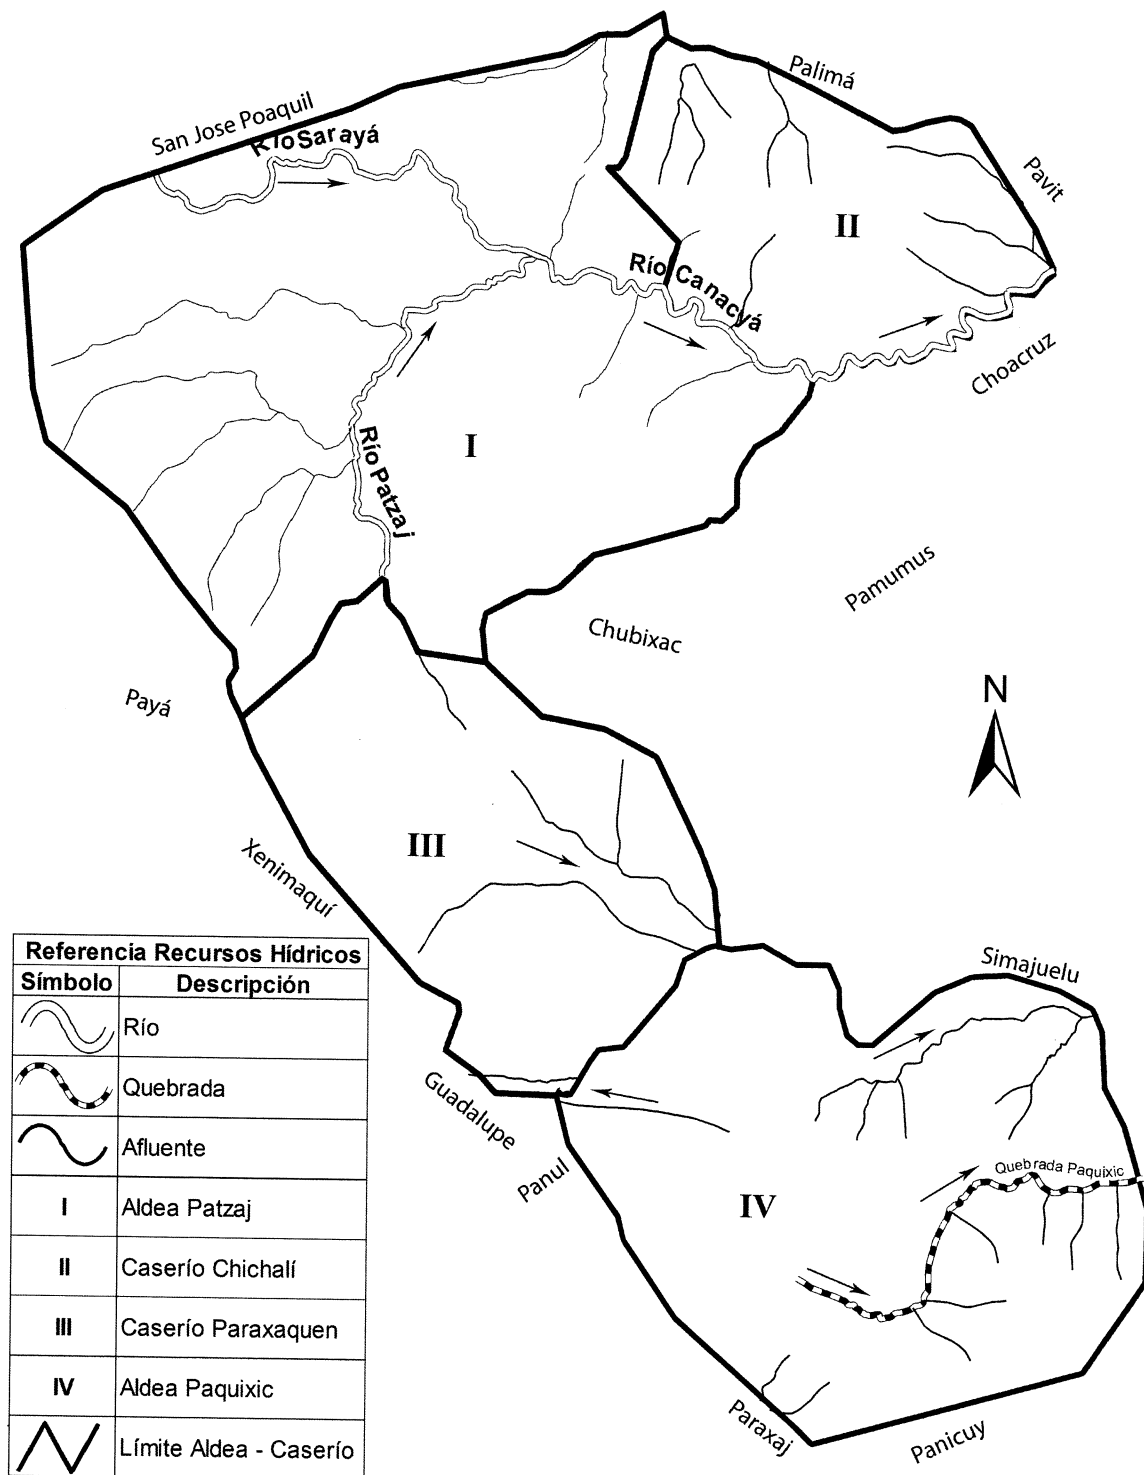 Palimá
San Jose Poaquil
Río Sarayá
Pavit
II
Río Canacyá
Choacruz
I
Río Patzaj
Pamumus
Chubixac
Payá
N
III
Xenimaquí
Simajuelu
Guadalupe
Panul
Quebrada Paquixic
IV
Paraxaj
Panicuy
Referencia Recursos Hídricos
Símbolo Descripción
Río
Quebrada
Afluente
I Aldea Patzaj
II Caserío Chichalí
III Caserío Paraxaquen
IV Aldea Paquixic
Límite Aldea - Caserío